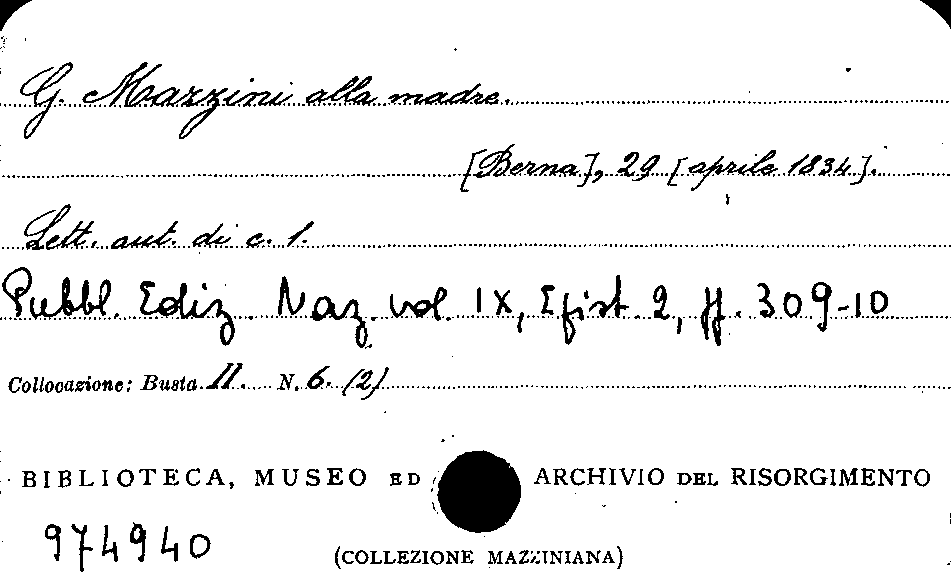 G. Mazzini alla madre.
[Berna], 29 [aprile 1834].
Lett. aut. di c. 1.
Pubbl. Ediz. Naz. vol. IX, Epist. 2, pp. 309-10
Collocazione: Busta II. N. 6. (2)
BIBLIOTECA, MUSEO ED ARCHIVIO DEL RISORGIMENTO
974940
(COLLEZIONE MAZZINIANA)